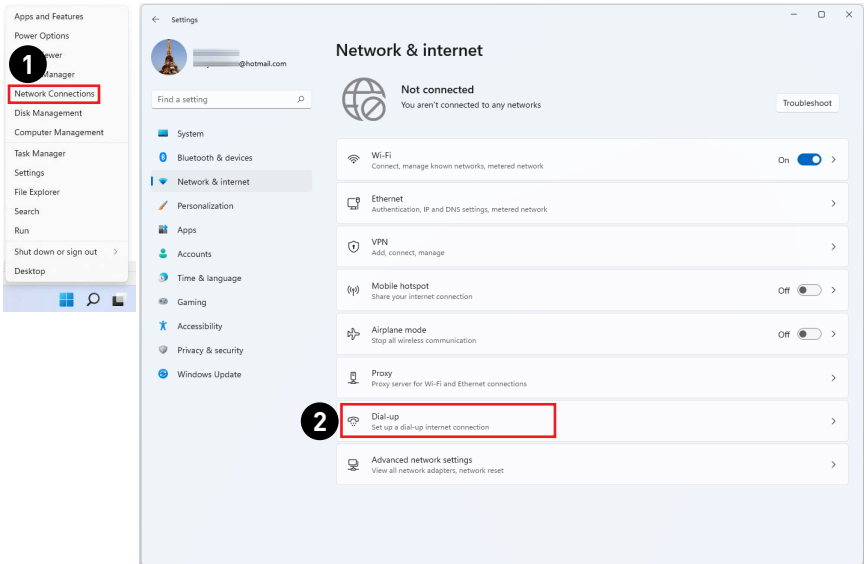 Apps and Features
Power Options
1
Manager
Network Connections
Disk Management
Computer Management
Task Manager
Settings
File Explorer
Search
Run
Shut down or sign out
Desktop
Settings
@hotmail.com
Find a setting
System
Bluetooth & devices
Network & internet
Personalization
Apps
Accounts
Time & language
Gaming
Accessibility
Privacy & security
Windows Update
Network & internet
Not connected
You aren't connected to any networks
Troubleshoot
Wi-Fi
Connect, manage known networks, metered network
On
Ethernet
Authentication, IP and DNS settings, metered network
VPN
Add, connect, manage
Mobile hotspot
Share your internet connection
Off
Airplane mode
Stop all wireless communication
Off
Proxy
Proxy server for Wi-Fi and Ethernet connections
2
Dial-up
Set up a dial-up internet connection
Advanced network settings
View all network adapters, network reset